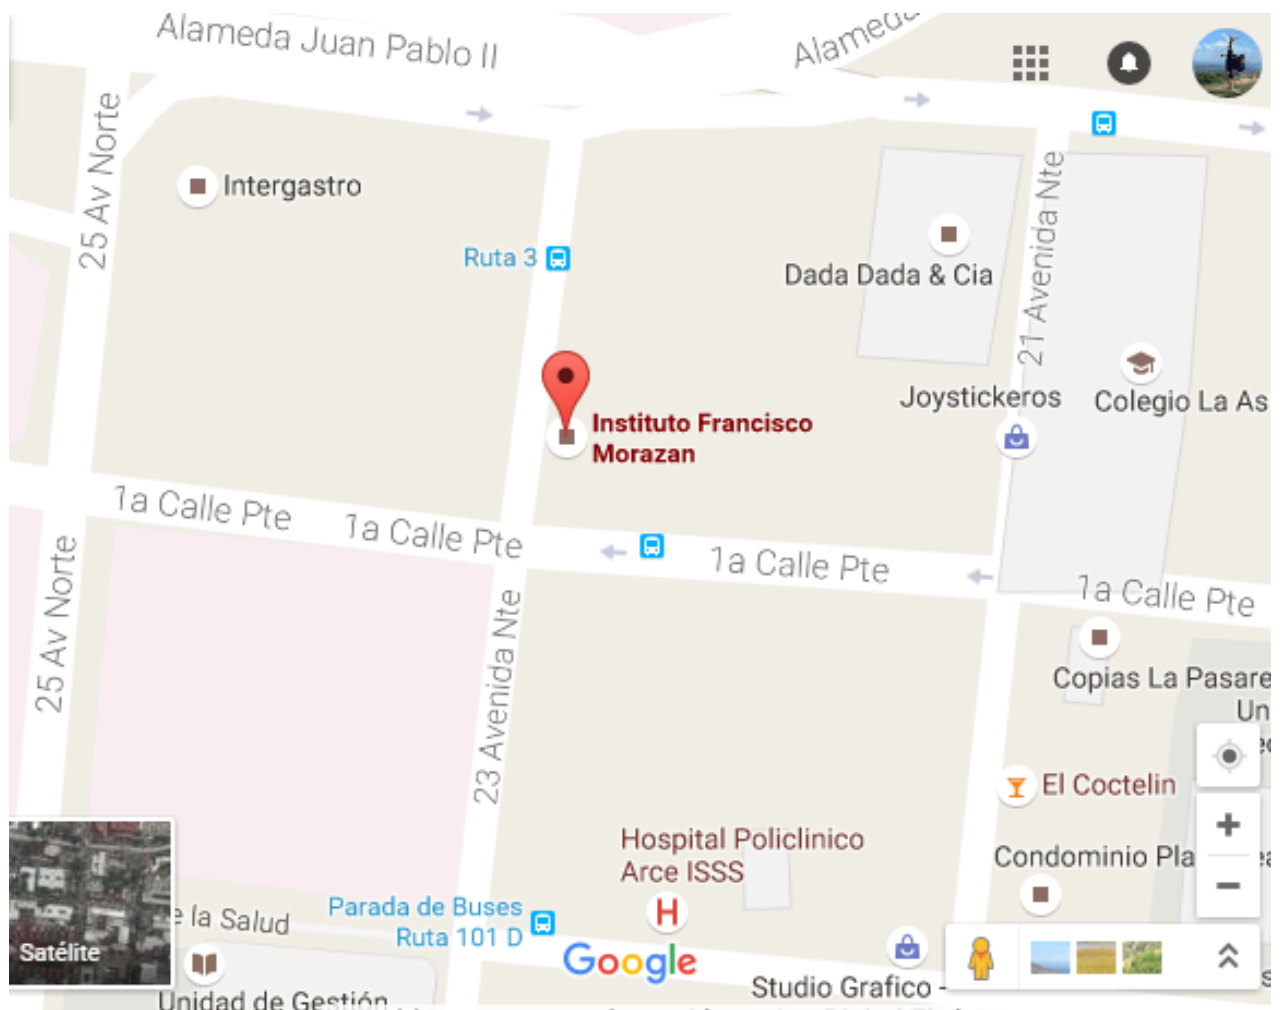 Alameda Juan Pablo II
25 Av Norte
Intergastro
Ruta 3
Dada Dada & Cia
21 Avenida Nte
Joystickeros
Colegio La As
Instituto Francisco
Morazan
1a Calle Pte
1a Calle Pte
1a Calle Pte
1a Calle Pte
25 Av Norte
23 Avenida Nte
Copias La Pasare
Un
El Coctelin
Hospital Policlinico
Arce ISSS
H
Condominio Pla
Parada de Buses
Ruta 101 D
e la Salud
Satélite
Google
Studio Grafico -
Unidad de Gestión